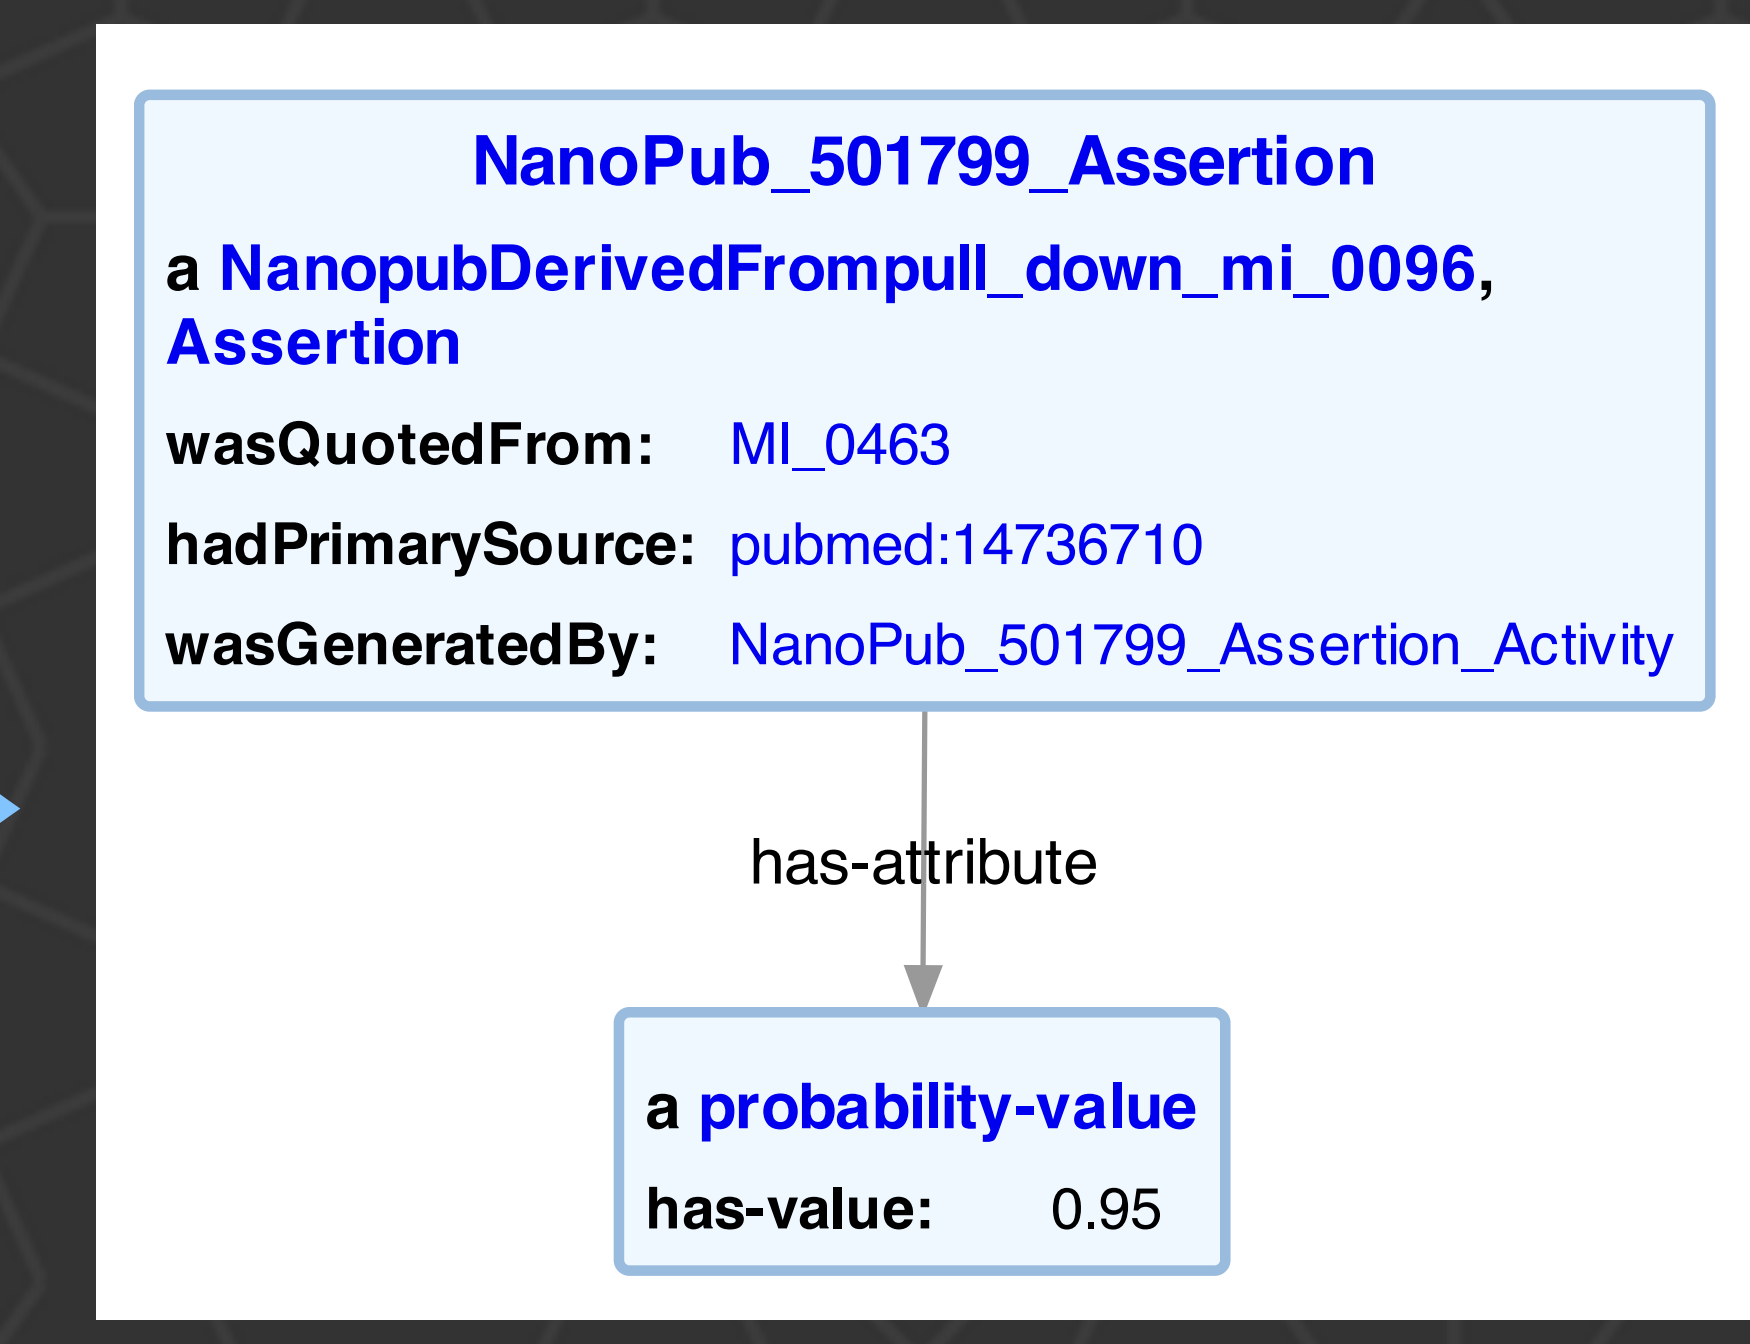 NanoPub_501799_Assertion
a NanopubDerivedFrompull_down_mi_0096,
Assertion
wasQuotedFrom: MI_0463
hadPrimarySource: pubmed:14736710
wasGeneratedBy: NanoPub_501799_Assertion_Activity
has-attribute
a probability-value
has-value: 0.95